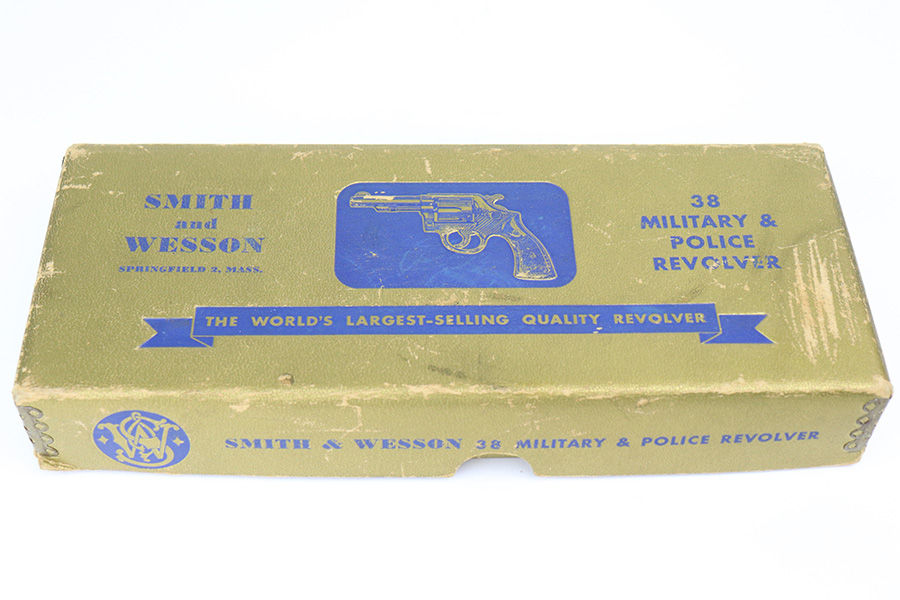 SMITH
and
WESSON
SPRINGFIELD 2, MASS.
38
MILITARY &
POLICE
REVOLVER
THE WORLD'S LARGEST-SELLING QUALITY REVOLVER
SW
SMITH & WESSON 38 MILITARY & POLICE REVOLVER